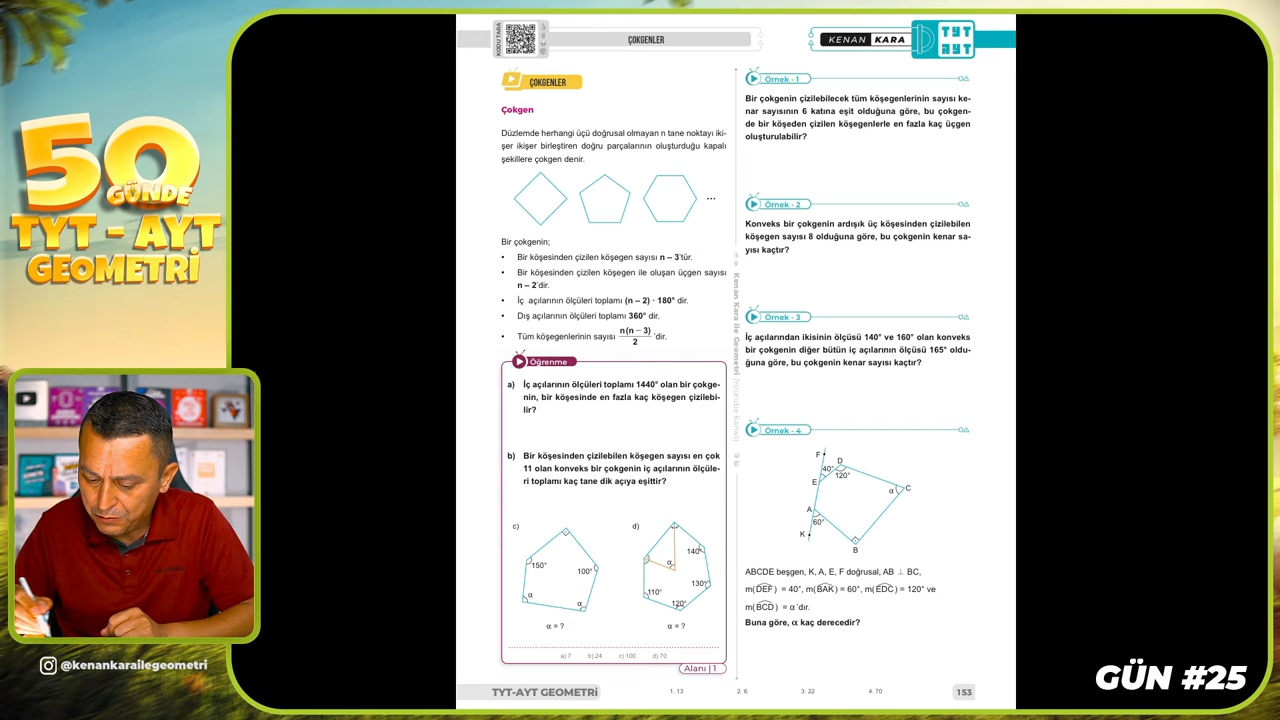 50
GÜNDE
TYT - AYT
GEOMETRİ
@kenankarailegeometri
GÜN #25
KODU TARA
ÇOKGENLER
KENAN KARA
TYT
AYT
ÇOKGENLER
Çokgen
Düzlemde herhangi üçü doğrusal olmayan n tane noktayı iki-
şer ikişer birleştiren doğru parçalarının oluşturduğu kapalı
şekillere çokgen denir.
...
Bir çokgenin;
• Bir köşesinden çizilen köşegen sayısı n – 3'tür.
• Bir köşesinden çizilen köşegen ile oluşan üçgen sayısı
n – 2'dir.
• İç açılarının ölçüleri toplamı (n – 2) · 180° dir.
• Dış açılarının ölçüleri toplamı 360° dir.
• Tüm köşegenlerinin sayısı n(n – 3)/2 'dir.
Öğrenme
a) İç açılarının ölçüleri toplamı 1440° olan bir çokge-
nin, bir köşesinde en fazla kaç köşegen çizilebi-
lir?
b) Bir köşesinden çizilebilen köşegen sayısı en çok
11 olan konveks bir çokgenin iç açılarının ölçüle-
ri toplamı kaç tane dik açıya eşittir?
c)
150°
100°
α
α
α = ?
d)
140°
α
130°
110°
120°
α = ?
a) 7 b) 24 c) 100 d) 70
Alanı | 1
Kenan Kara ile Geometri (Youtube Kanalı)
Örnek - 1
Bir çokgenin çizilebilecek tüm köşegenlerinin sayısı ke-
nar sayısının 6 katına eşit olduğuna göre, bu çokgen-
de bir köşeden çizilen köşegenlerle en fazla kaç üçgen
oluşturulabilir?
Örnek - 2
Konveks bir çokgenin ardışık üç köşesinden çizilebilen
köşegen sayısı 8 olduğuna göre, bu çokgenin kenar sa-
yısı kaçtır?
Örnek - 3
İç açılarından ikisinin ölçüsü 140° ve 160° olan konveks
bir çokgenin diğer bütün iç açılarının ölçüsü 165° oldu-
ğuna göre, bu çokgenin kenar sayısı kaçtır?
Örnek - 4
F
D
40°
120°
E
α
C
A
60°
K
B
ABCDE beşgen, K, A, E, F doğrusal, AB ⊥ BC,
m(DEF) = 40°, m(BAK) = 60°, m(EDC) = 120° ve
m(BCD) = α'dır.
Buna göre, α kaç derecedir?
TYT-AYT GEOMETRİ
1. 13 2. 6 3. 22 4. 70
153